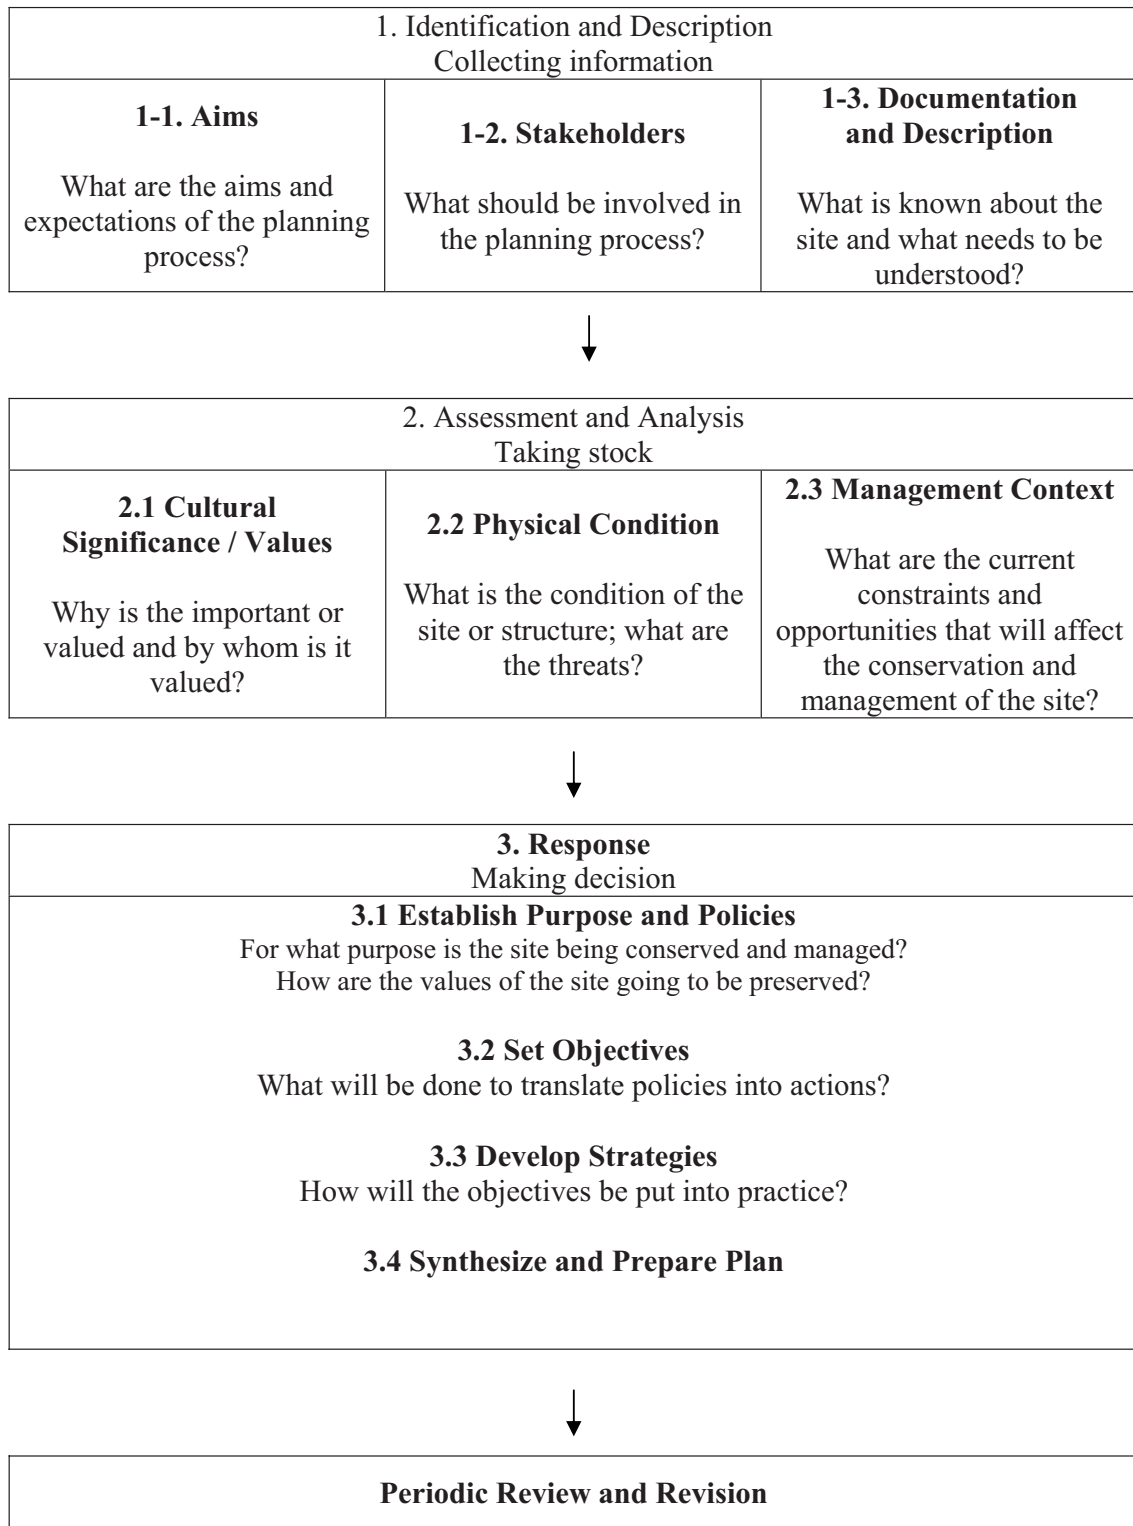 1. Identification and Description
Collecting information
1-1. Aims
What are the aims and
expectations of the planning
process?
1-2. Stakeholders
What should be involved in
the planning process?
1-3. Documentation
and Description
What is known about the
site and what needs to be
understood?
2. Assessment and Analysis
Taking stock
2.1 Cultural
Significance / Values
Why is the important or
valued and by whom is it
valued?
2.2 Physical Condition
What is the condition of the
site or structure; what are
the threats?
2.3 Management Context
What are the current
constraints and
opportunities that will affect
the conservation and
management of the site?
3. Response
Making decision
3.1 Establish Purpose and Policies
For what purpose is the site being conserved and managed?
How are the values of the site going to be preserved?
3.2 Set Objectives
What will be done to translate policies into actions?
3.3 Develop Strategies
How will the objectives be put into practice?
3.4 Synthesize and Prepare Plan
Periodic Review and Revision